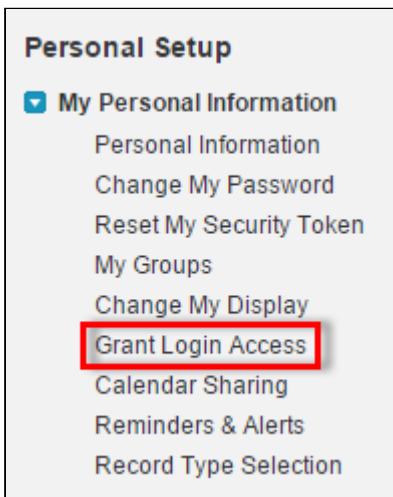 Personal Setup
My Personal Information
Personal Information
Change My Password
Reset My Security Token
My Groups
Change My Display
Grant Login Access
Calendar Sharing
Reminders & Alerts
Record Type Selection